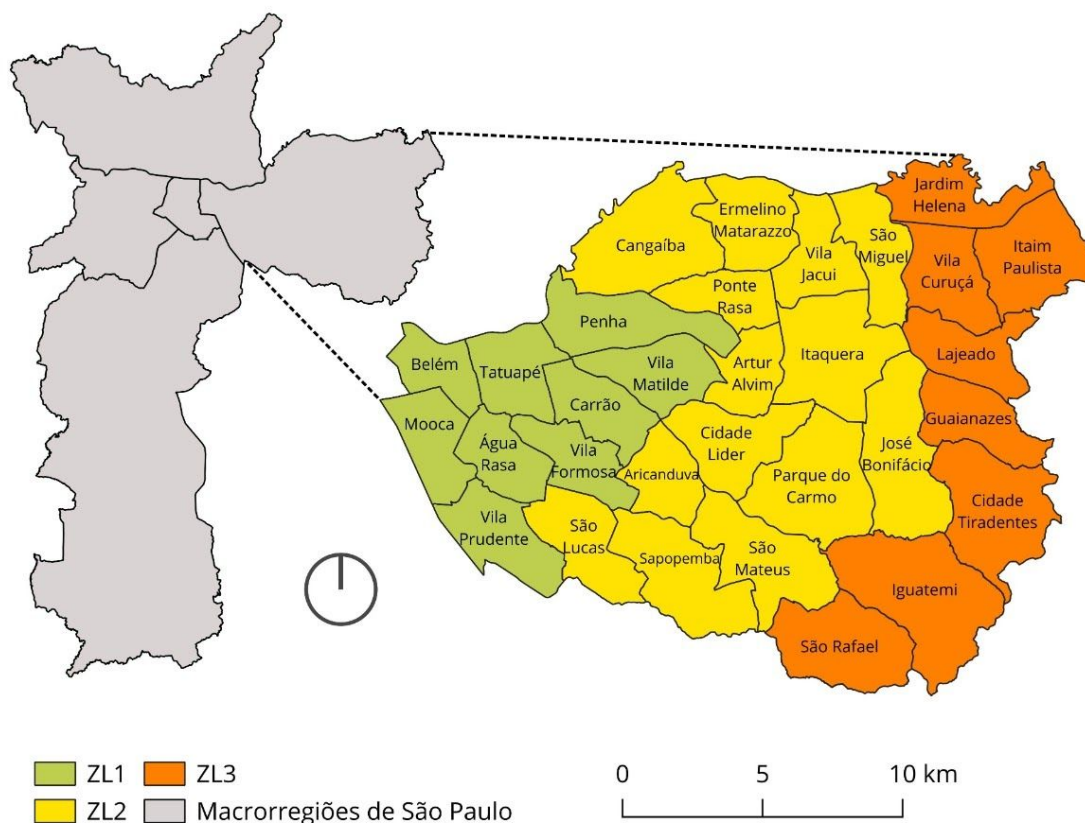 Jardim
Helena
Ermelino
Matarazzo
São
Miguel
Itaim
Paulista
Cangaíba
Vila
Jacui
Vila
Curuçá
Ponte
Rasa
Penha
Itaquera
Lajeado
Belém
Tatuapé
Vila
Matilde
Artur
Alvim
Carrão
Guaianazes
Mooca
Água
Rasa
Vila
Formosa
Cidade
Lider
José
Bonifácio
Aricanduva
Parque do
Carmo
Cidade
Tiradentes
Vila
Prudente
São
Lucas
Sapopemba
São
Mateus
Iguatemi
São Rafael
ZL1
ZL3
ZL2
Macrorregiões de São Paulo
0 5 10 km